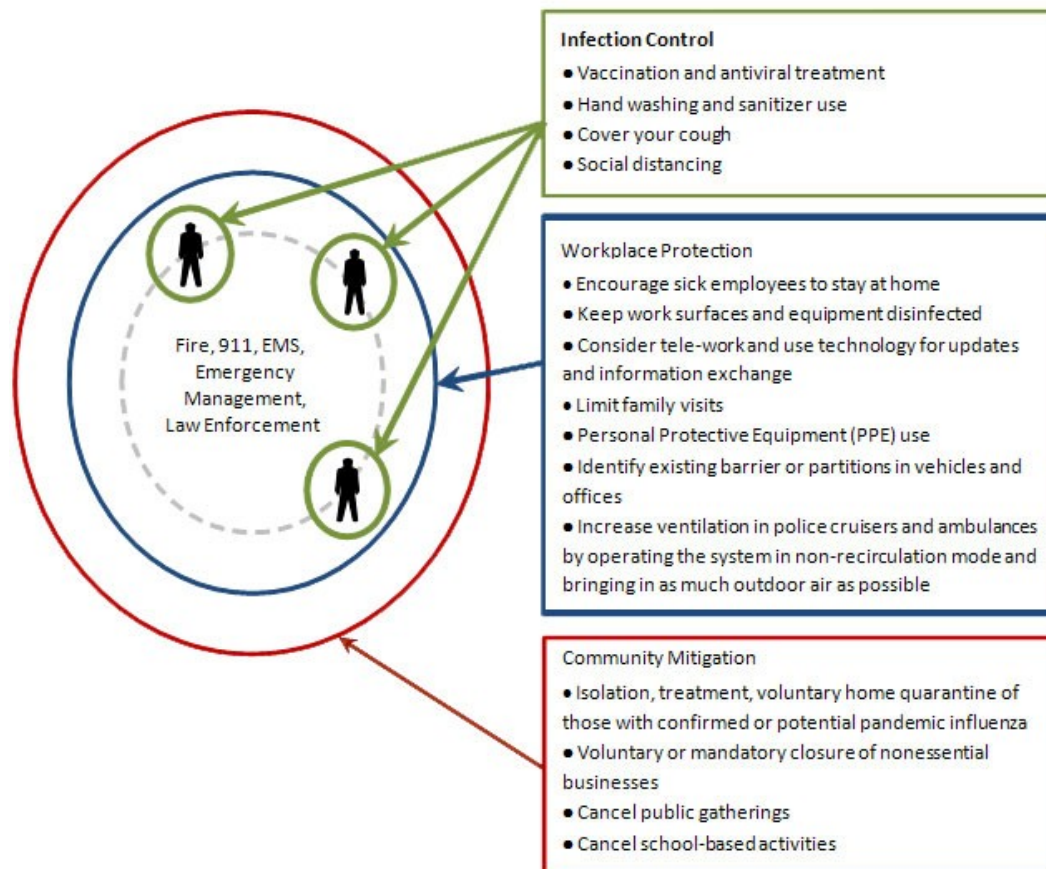 Infection Control
● Vaccination and antiviral treatment
● Hand washing and sanitizer use
● Cover your cough
● Social distancing
Fire, 911, EMS,
Emergency
Management,
Law Enforcement
Workplace Protection
● Encourage sick employees to stay at home
● Keep work surfaces and equipment disinfected
● Consider tele-work and use technology for updates
and information exchange
● Limit family visits
● Personal Protective Equipment (PPE) use
● Identify existing barrier or partitions in vehicles and
offices
● Increase ventilation in police cruisers and ambulances
by operating the system in non-recirculation mode and
bringing in as much outdoor air as possible
Community Mitigation
● Isolation, treatment, voluntary home quarantine of
those with confirmed or potential pandemic influenza
● Voluntary or mandatory closure of nonessential
businesses
● Cancel public gatherings
● Cancel school-based activities